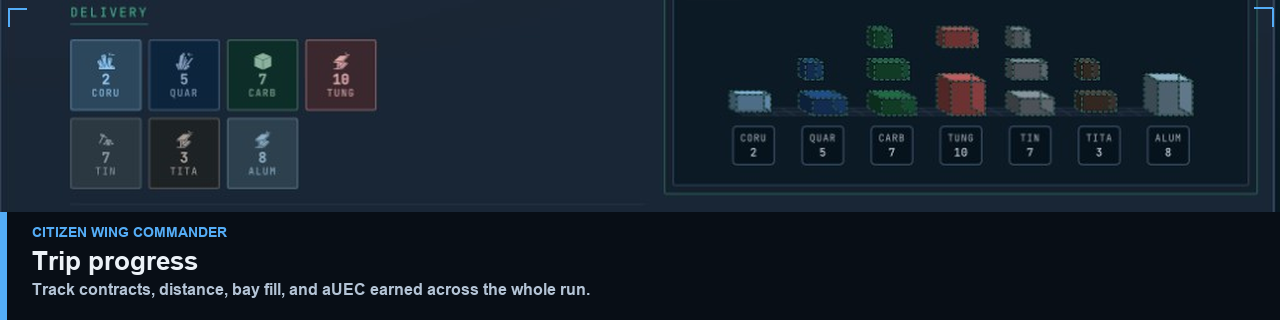 DELIVERY
2 5 7 10
CORU QUAR CARB TUNG
7 3 8
TIN TITA ALUM
CORU QUAR CARB TUNG TIN TITA ALUM
2 5 7 10 7 3 8
CITIZEN WING COMMANDER
Trip progress
Track contracts, distance, bay fill, and aUEC earned across the whole run.